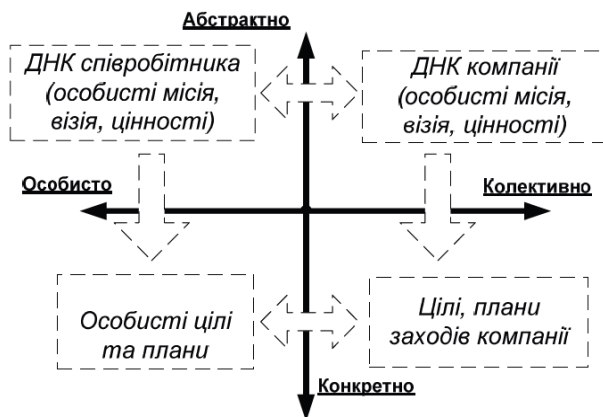 Абстрактно
ДНК співробітника
(особисті місія,
візія, цінності)
ДНК компанії
(особисті місія,
візія, цінності)
Особисто
Колективно
Особисті цілі
та плани
Цілі, плани
заходів компанії
Конкретно